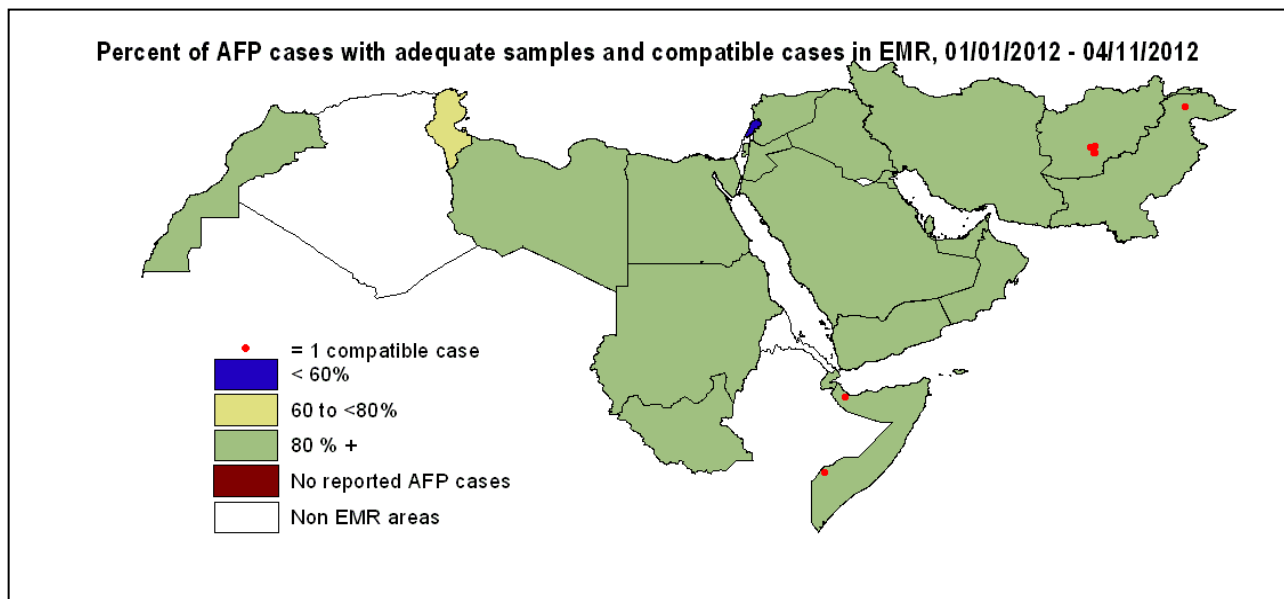 Percent of AFP cases with adequate samples and compatible cases in EMR, 01/01/2012 - 04/11/2012
= 1 compatible case
< 60%
60 to <80%
80 % +
No reported AFP cases
Non EMR areas